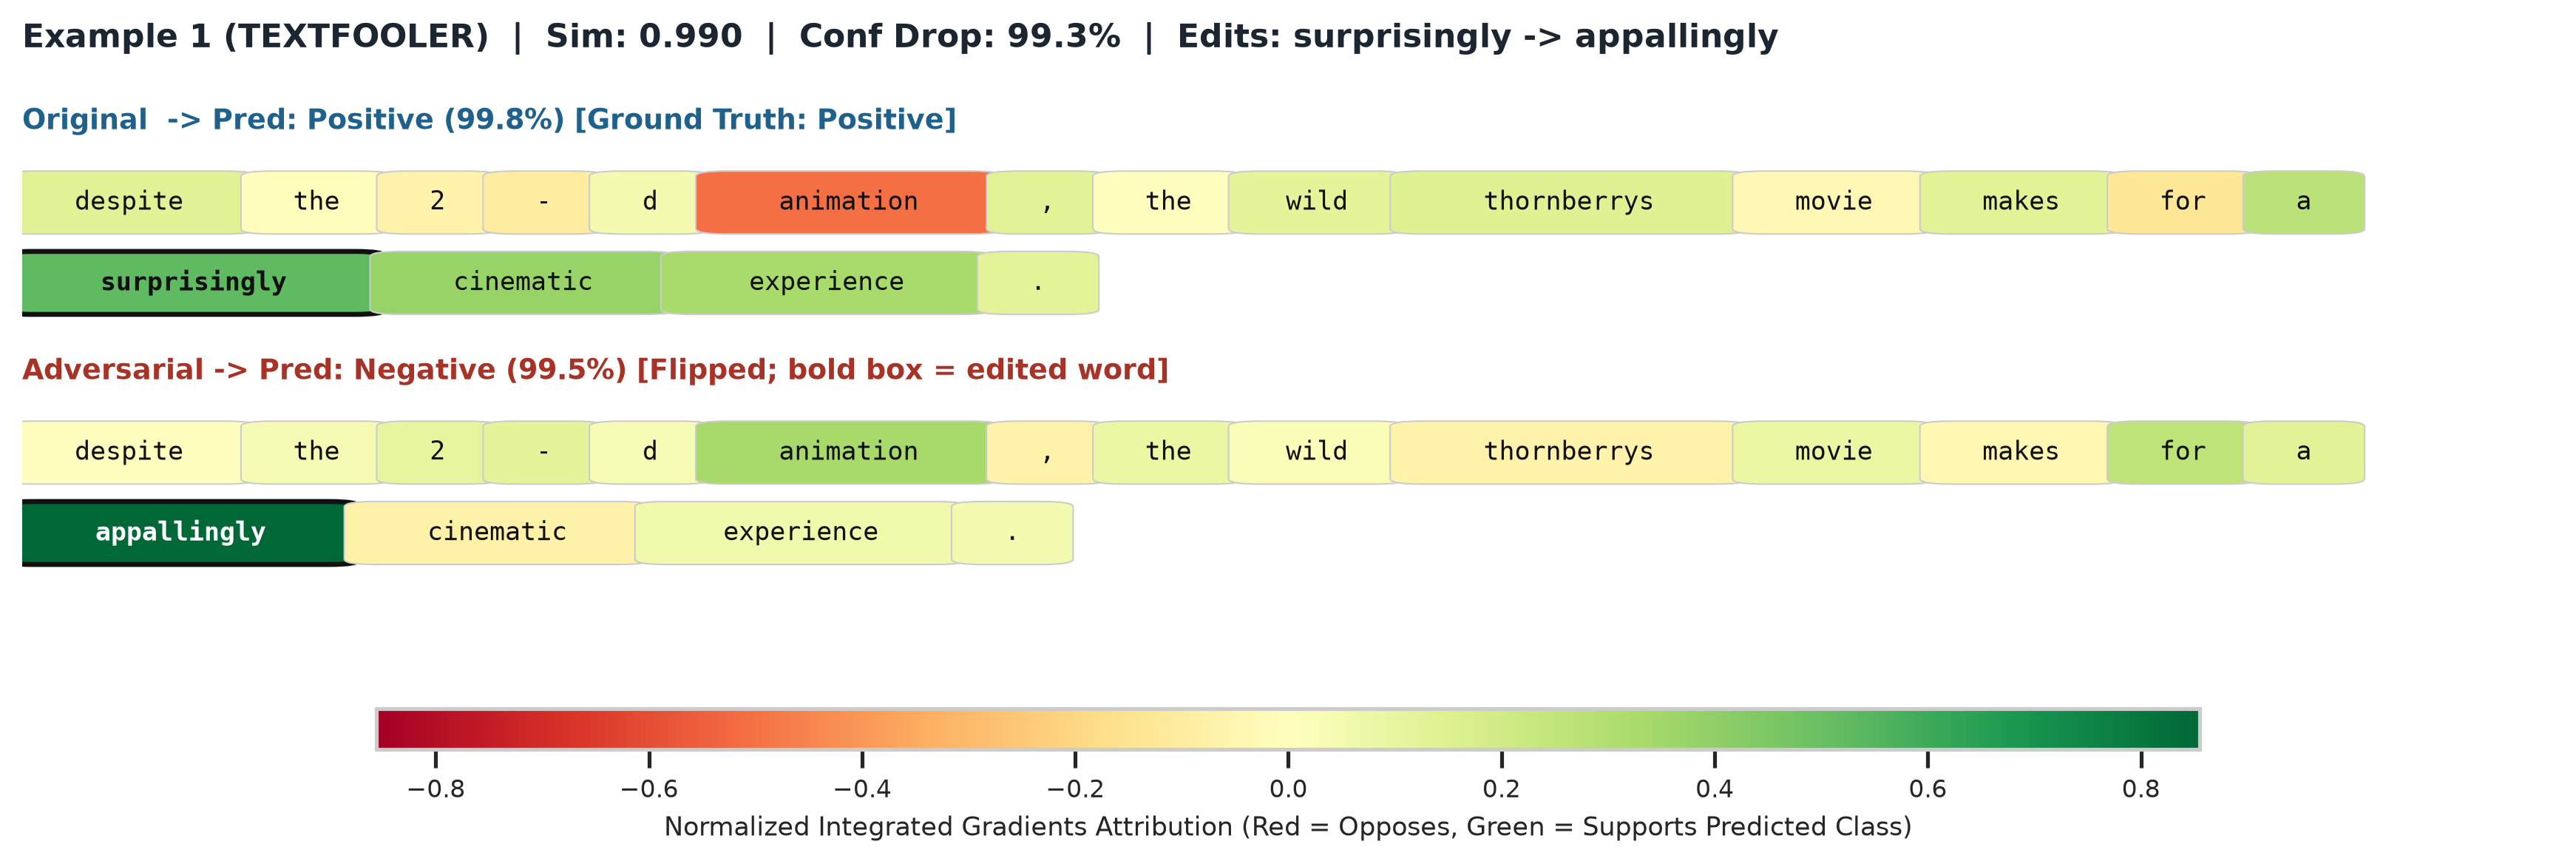 Example 1 (TEXTFOOLER)  |  Sim: 0.990  |  Conf Drop: 99.3%  |  Edits: surprisingly -> appallingly
Original  -> Pred: Positive (99.8%) [Ground Truth: Positive]
despite the 2 - d animation , the wild thornberrys movie makes for a
surprisingly cinematic experience .
Adversarial -> Pred: Negative (99.5%) [Flipped; bold box = edited word]
despite the 2 - d animation , the wild thornberrys movie makes for a
appallingly cinematic experience .
−0.8 −0.6 −0.4 −0.2 0.0 0.2 0.4 0.6 0.8
Normalized Integrated Gradients Attribution (Red = Opposes, Green = Supports Predicted Class)